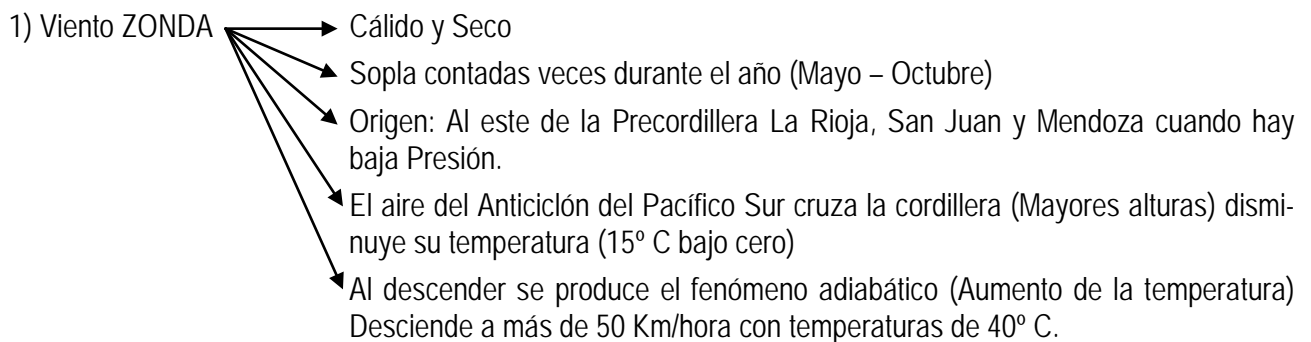 1) Viento ZONDA Cálido y Seco
Sopla contadas veces durante el año (Mayo – Octubre)
Origen: Al este de la Precordillera La Rioja, San Juan y Mendoza cuando hay
baja Presión.
El aire del Anticiclón del Pacífico Sur cruza la cordillera (Mayores alturas) dismi-
nuye su temperatura (15º C bajo cero)
Al descender se produce el fenómeno adiabático (Aumento de la temperatura)
Desciende a más de 50 Km/hora con temperaturas de 40º C.